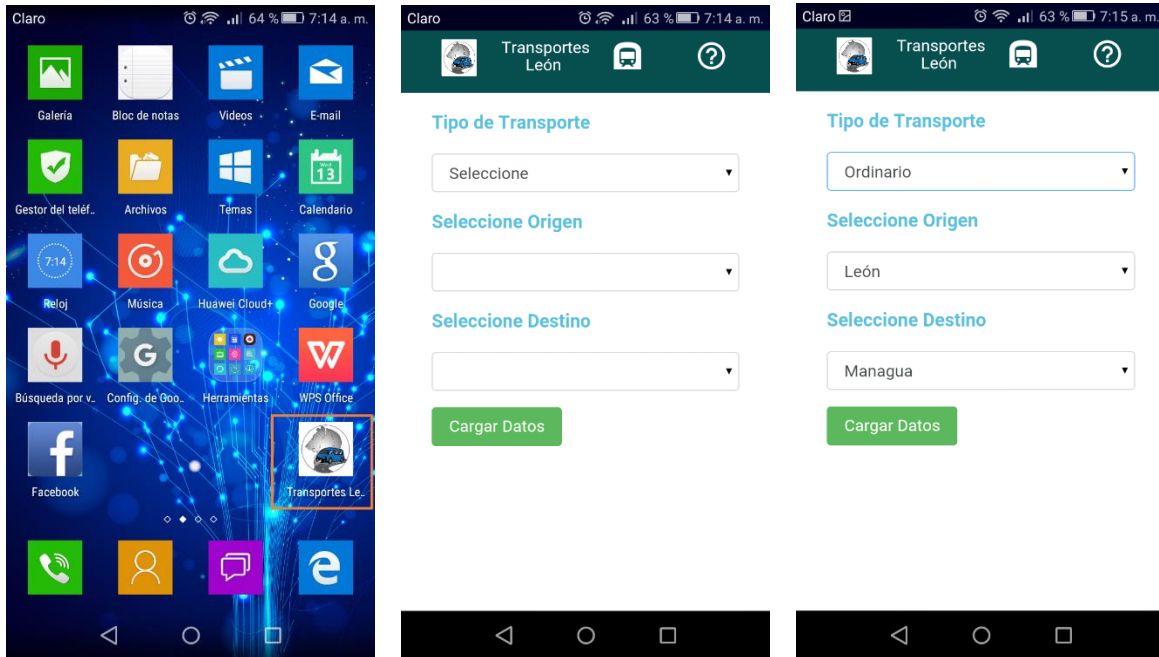 Claro 64 % 7:14 a. m.
Galería Bloc de notas Videos E-mail
Wed
13
Gestor del teléf.. Archivos Temas Calendario
7:14
g
Reloj Música Huawei Cloud+ Google
G
W
Búsqueda por v.. Config. de Goo.. Herramientas WPS Office
f
Facebook Transportes Le..
e
Claro 63 % 7:14 a. m.
Transportes
León
?
Tipo de Transporte
Seleccione
Seleccione Origen
Seleccione Destino
Cargar Datos
Claro 63 % 7:15 a. m.
Transportes
León
?
Tipo de Transporte
Ordinario
Seleccione Origen
León
Seleccione Destino
Managua
Cargar Datos